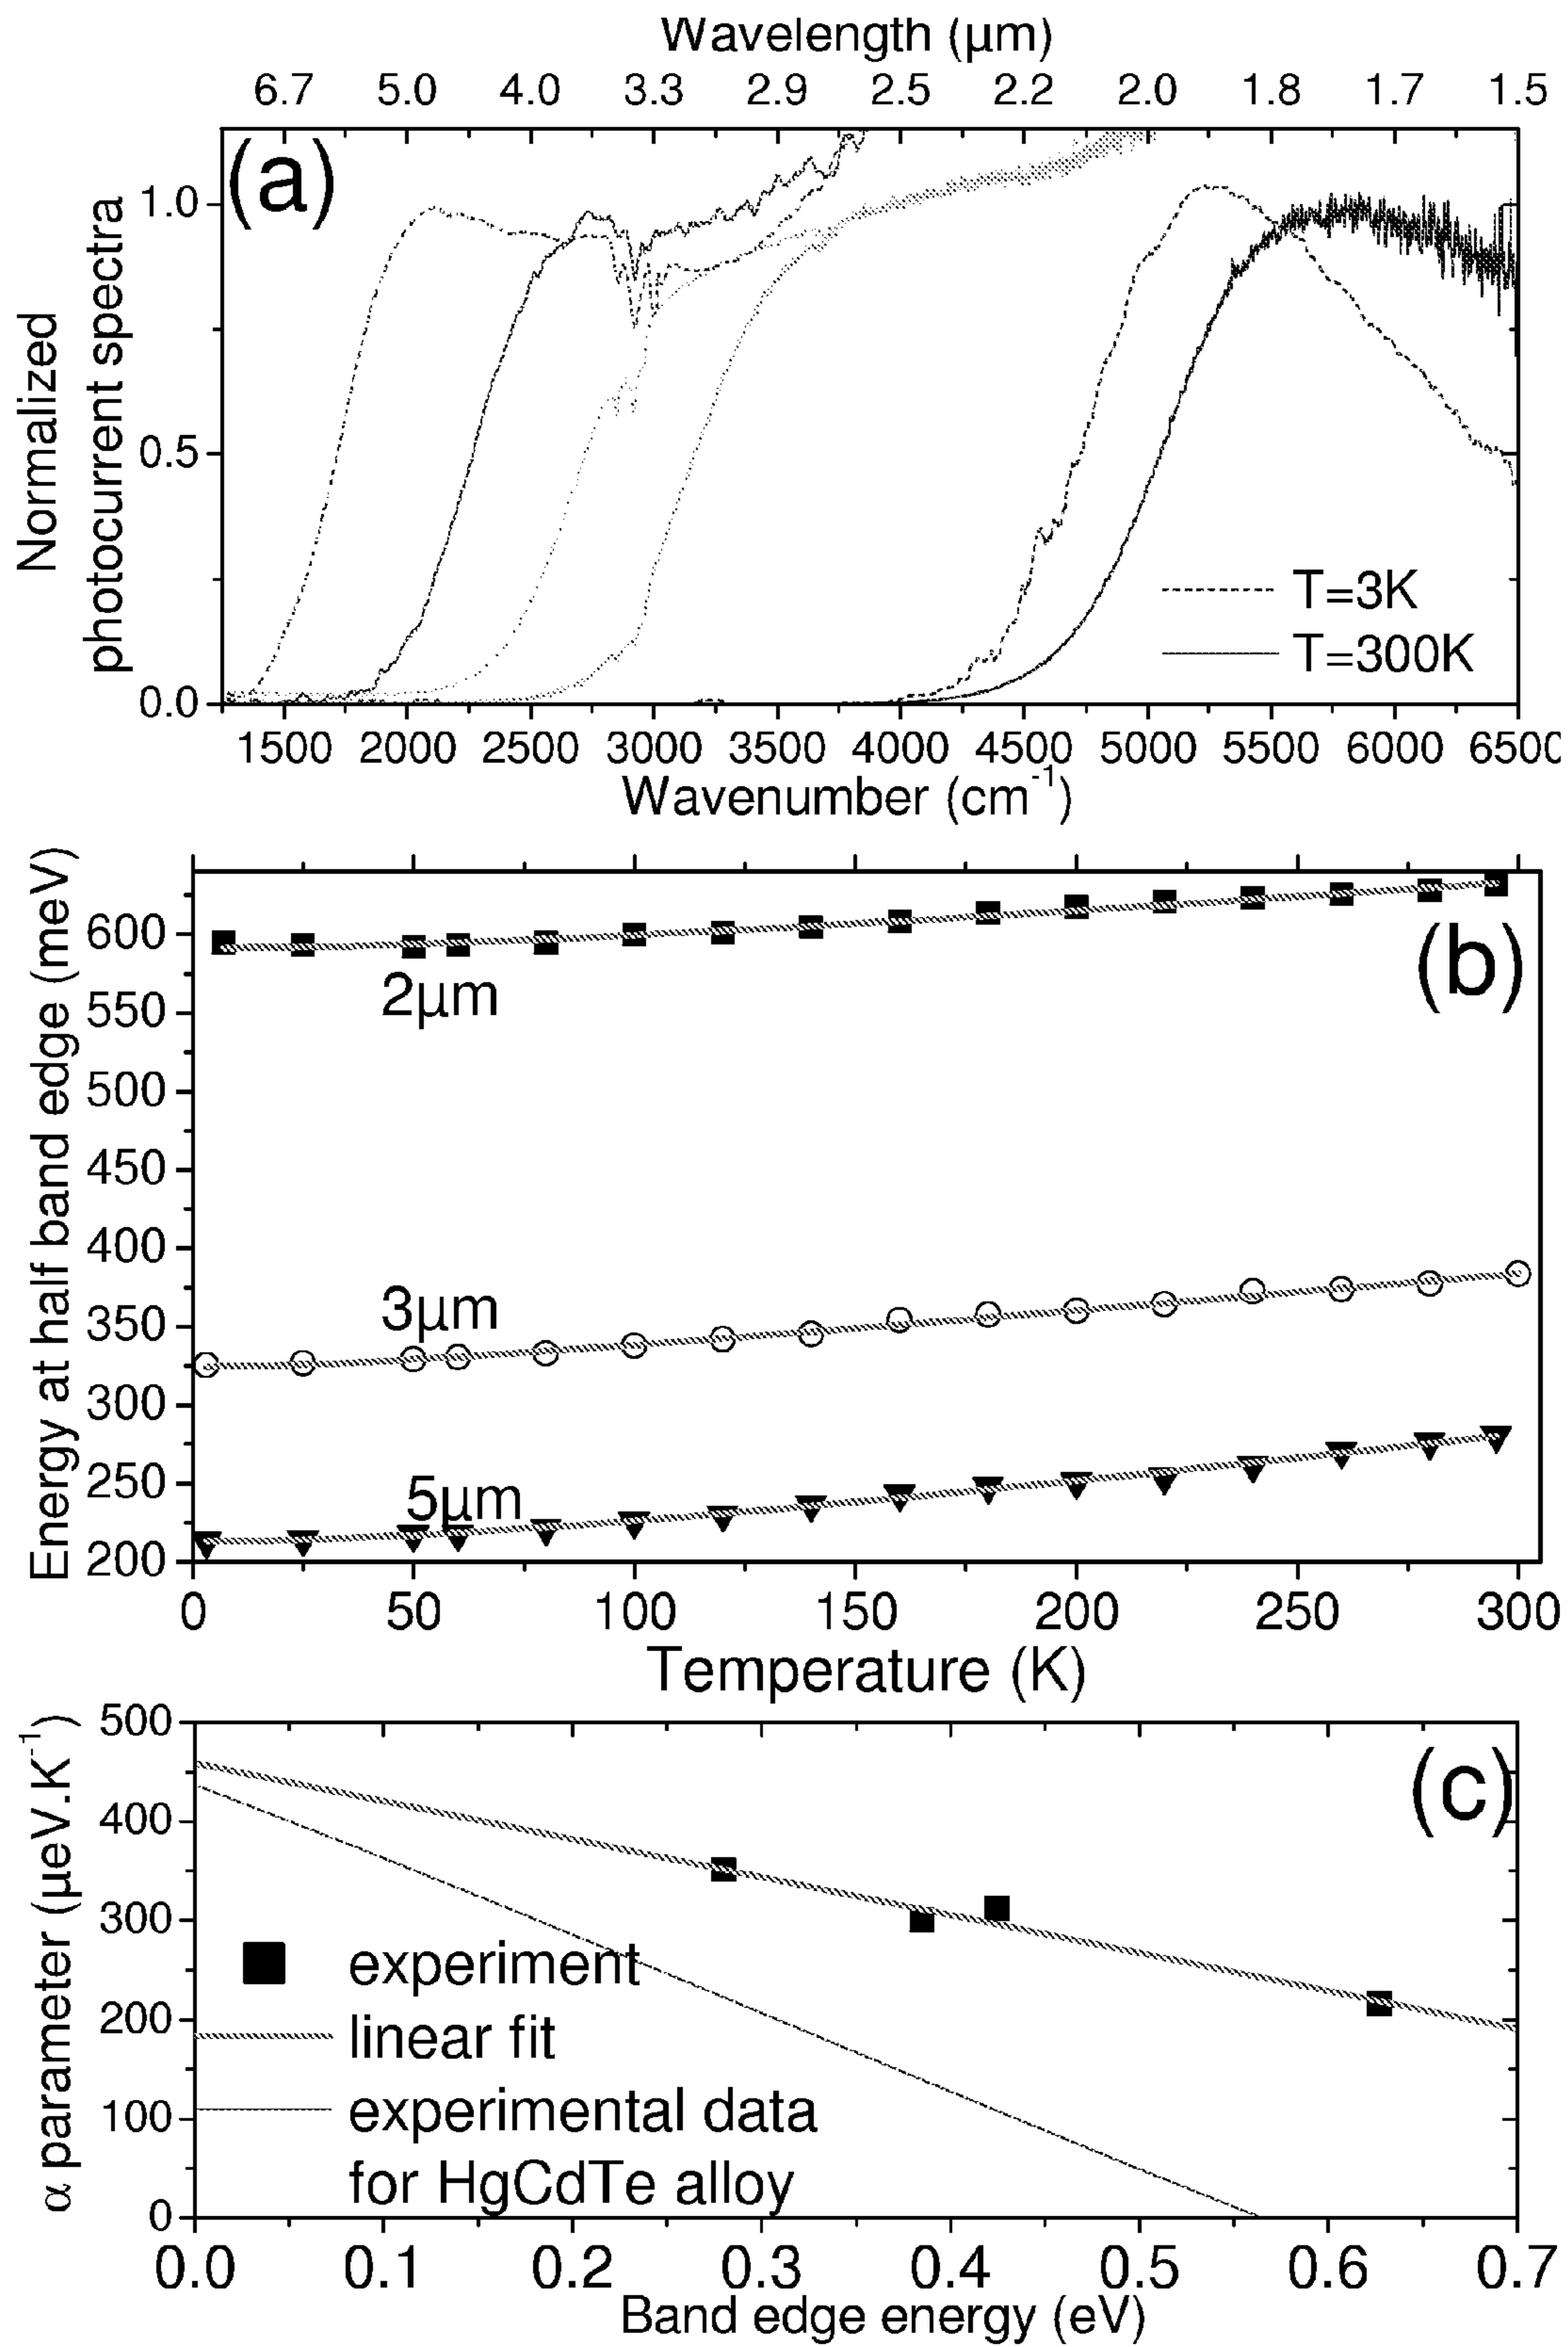 Wavelength (μm)
6.7 5.0 4.0 3.3 2.9 2.5 2.2 2.0 1.8 1.7 1.5
(a)
1.0
0.5
0.0
Normalized
photocurrent spectra
T=3K
T=300K
1500 2000 2500 3000 3500 4000 4500 5000 5500 6000 6500
Wavenumber (cm-1)
(b)
600
550
500
450
400
350
300
250
200
Energy at half band edge (meV)
2μm
3μm
5μm
0 50 100 150 200 250 300
Temperature (K)
(c)
500
400
300
200
100
0
α parameter (μeV.K-1)
experiment
linear fit
experimental data
for HgCdTe alloy
0.0 0.1 0.2 0.3 0.4 0.5 0.6 0.7
Band edge energy (eV)